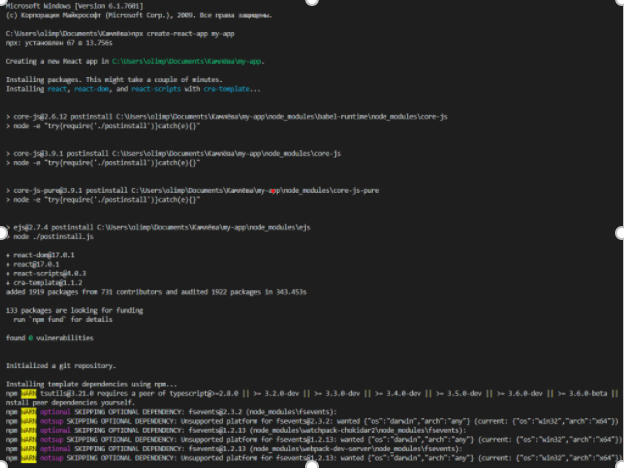 Microsoft Windows [Version 6.1.7601]
(c) Корпорация Майкрософт (Microsoft Corp.), 2009. Все права защищены.
C:\Users\olimp\Documents\Камчёва>npx create-react-app my-app
npx: установлен 67 в 13.756s
Creating a new React app in C:\Users\olimp\Documents\Камчёва\my-app.
Installing packages. This might take a couple of minutes.
Installing react, react-dom, and react-scripts with cra-template...
> core-js@2.6.12 postinstall C:\Users\olimp\Documents\Камчёва\my-app\node_modules\babel-runtime\node_modules\core-js
> node -e "try{require('./postinstall')}catch(e){}"
> core-js@3.9.1 postinstall C:\Users\olimp\Documents\Камчёва\my-app\node_modules\core-js
> node -e "try{require('./postinstall')}catch(e){}"
> core-js-pure@3.9.1 postinstall C:\Users\olimp\Documents\Камчёва\my-app\node_modules\core-js-pure
> node -e "try{require('./postinstall')}catch(e){}"
> ejs@2.7.4 postinstall C:\Users\olimp\Documents\Камчёва\my-app\node_modules\ejs
> node ./postinstall.js
+ react-dom@17.0.1
+ react@17.0.1
+ react-scripts@4.0.3
+ cra-template@1.1.2
added 1919 packages from 731 contributors and audited 1922 packages in 343.453s
133 packages are looking for funding
run `npm fund` for details
found 0 vulnerabilities
Initialized a git repository.
Installing template dependencies using npm...
npm WARN tsutils@3.21.0 requires a peer of typescript@>=2.8.0 || >= 3.2.0-dev || >= 3.3.0-dev || >= 3.4.0-dev || >= 3.5.0-dev || >= 3.6.0-dev || >= 3.6.0-beta ||
nstall peer dependencies yourself.
npm WARN optional SKIPPING OPTIONAL DEPENDENCY: fsevents@2.3.2 (node_modules\fsevents):
npm WARN notsup SKIPPING OPTIONAL DEPENDENCY: Unsupported platform for fsevents@2.3.2: wanted {"os":"darwin","arch":"any"} (current: {"os":"win32","arch":"x64"})
npm WARN optional SKIPPING OPTIONAL DEPENDENCY: fsevents@1.2.13 (node_modules\watchpack-chokidar2\node_modules\fsevents):
npm WARN notsup SKIPPING OPTIONAL DEPENDENCY: Unsupported platform for fsevents@1.2.13: wanted {"os":"darwin","arch":"any"} (current: {"os":"win32","arch":"x64"})
npm WARN optional SKIPPING OPTIONAL DEPENDENCY: fsevents@1.2.13 (node_modules\webpack-dev-server\node_modules\fsevents):
npm WARN notsup SKIPPING OPTIONAL DEPENDENCY: Unsupported platform for fsevents@1.2.13: wanted {"os":"darwin","arch":"any"} (current: {"os":"win32","arch":"x64"})